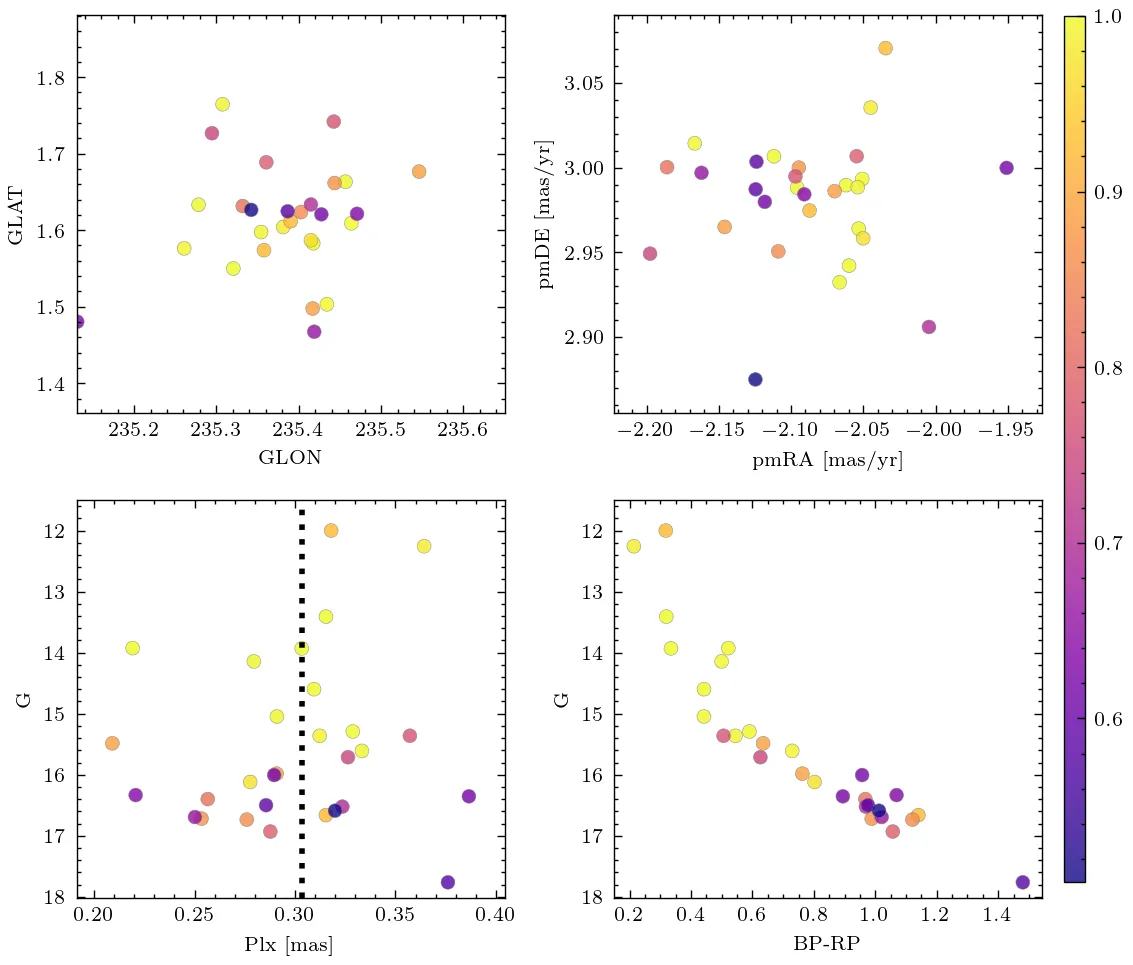 1.8
1.7
1.6
1.5
1.4
GLAT
235.2 235.3 235.4 235.5 235.6
GLON
3.05
3.00
2.95
2.90
pmDE [mas/yr]
−2.20 −2.15 −2.10 −2.05 −2.00 −1.95
pmRA [mas/yr]
1.0
0.9
0.8
0.7
0.6
12
13
14
15
16
17
18
G
0.20 0.25 0.30 0.35 0.40
Plx [mas]
12
13
14
15
16
17
18
G
0.2 0.4 0.6 0.8 1.0 1.2 1.4
BP-RP